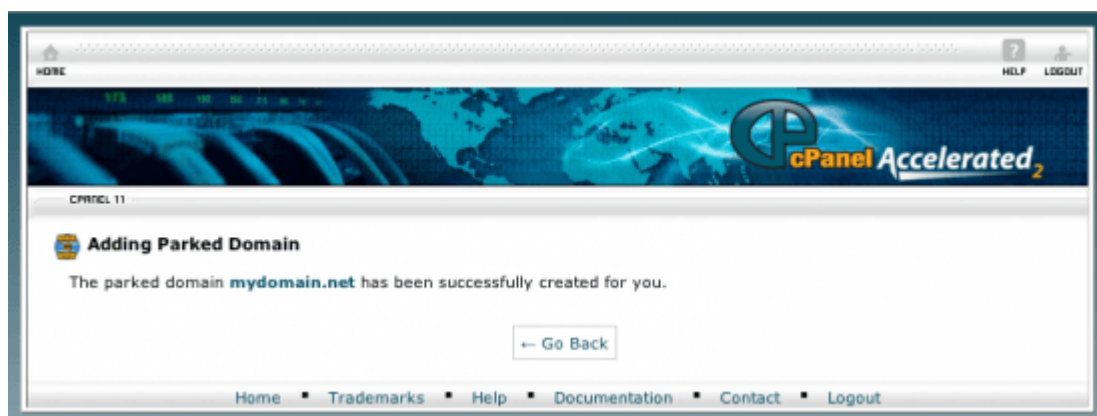 HOME
?
HELP LOGOUT
cPanel Accelerated2
CPANEL 11
Adding Parked Domain
The parked domain mydomain.net has been successfully created for you.
← Go Back
Home ▪ Trademarks ▪ Help ▪ Documentation ▪ Contact ▪ Logout